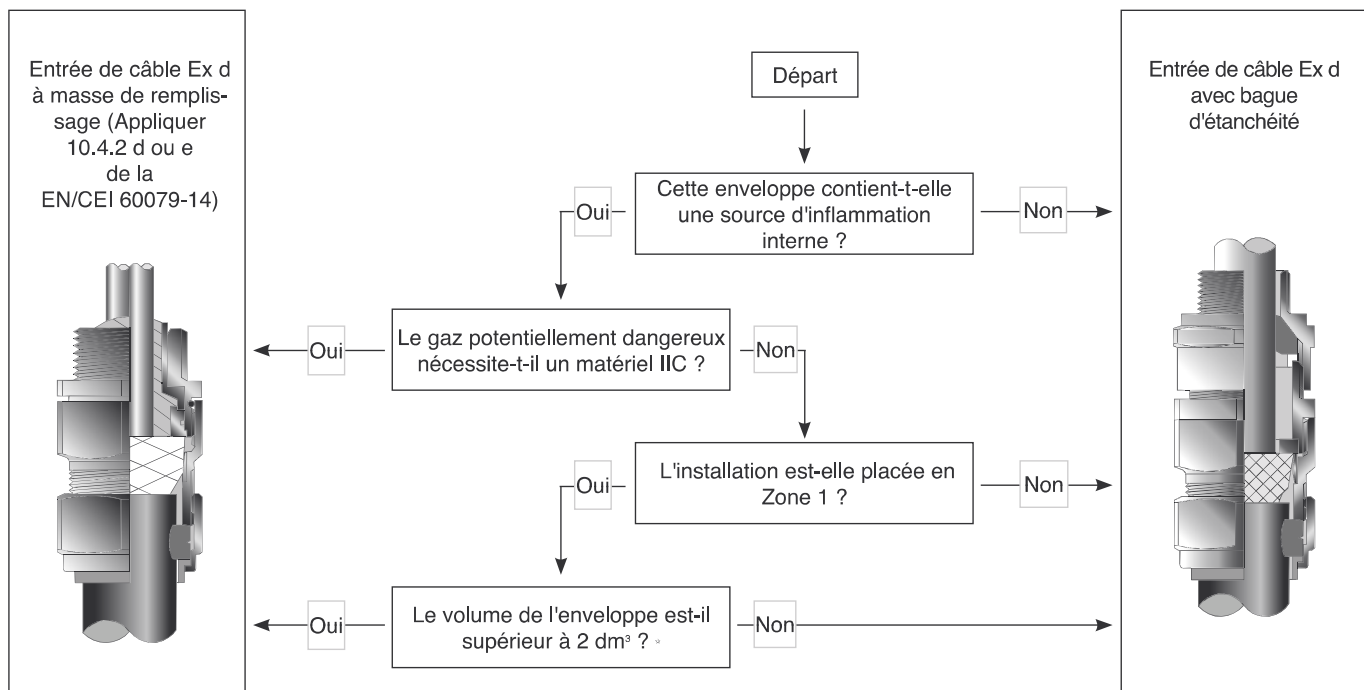 Entrée de câble Ex d
à masse de remplis-
sage (Appliquer
10.4.2 d ou e
de la
EN/CEI 60079-14)
Départ
Entrée de câble Ex d
avec bague
d'étanchéité
Cette enveloppe contient-t-elle
une source d'inflammation
interne ?
Oui
Non
Le gaz potentiellement dangereux
nécessite-t-il un matériel IIC ?
Oui
Non
L'installation est-elle placée en
Zone 1 ?
Oui
Non
Le volume de l'enveloppe est-il
supérieur à 2 dm³ ? *
Oui
Non